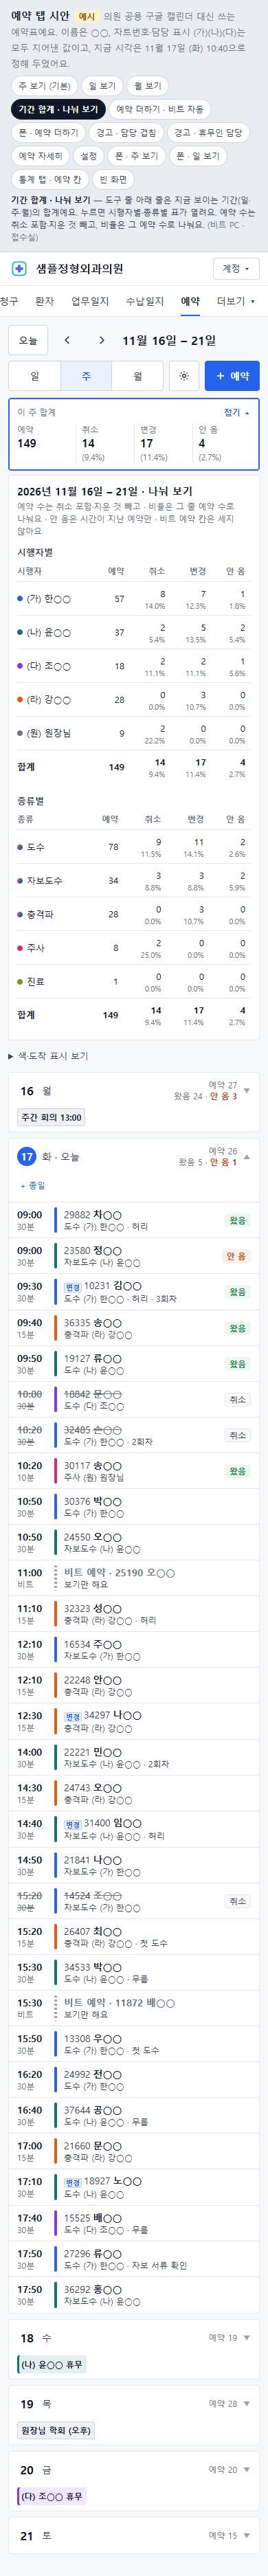 예약 탭 시안 예시 의원 공용 구글 캘린더 대신 쓰는
예약표예요. 이름은 ○○, 차트번호·담당 표시 (가)(나)(다)는
모두 지어낸 값이고, 지금 시각은 11월 17일 (화) 10:40으로
정해 두었어요.
주 보기 (기본) 일 보기 월 보기
기간 합계 · 나눠 보기 예약 더하기 · 비트 자동
폰 · 예약 더하기 경고 · 담당 겹침 경고 · 휴무인 담당
예약 자세히 설정 폰 · 주 보기 폰 · 일 보기
통계 탭 · 예약 칸 빈 화면
기간 합계 · 나눠 보기 — 도구 줄 아래 줄은 지금 보이는 기간(일·
주·월)의 합계예요. 누르면 시행자별·종류별 표가 열려요. 예약 수는
취소 포함·지운 것 빼고, 비율은 그 예약 수로 나눠요. (비트 PC ·
접수실)
샘플정형외과의원 계정 ▾
청구 환자 업무일지 수납일지 예약 더보기 ▾
오늘 11월 16일 – 21일
일 주 월 + 예약
이 주 합계 접기 ▲
예약 취소 변경 안 옴
149 14 17 4
(9.4%) (11.4%) (2.7%)
2026년 11월 16일 – 21일 · 나눠 보기
예약 수는 취소 포함·지운 것 빼고 · 비율은 그 줄 예약 수로
나눠요 · 안 옴은 시간이 지난 예약만 · 비트 예약 칸은 세지
않아요
시행자별
시행자 예약 취소 변경 안 옴
(가) 한○○ 57 8 7 1
14.0% 12.3% 1.8%
(나) 윤○○ 37 2 5 2
5.4% 13.5% 5.4%
(다) 조○○ 18 2 2 1
11.1% 11.1% 5.6%
(라) 강○○ 28 0 3 0
0.0% 10.7% 0.0%
(원) 원장님 9 2 0 0
22.2% 0.0% 0.0%
합계 149 14 17 4
9.4% 11.4% 2.7%
종류별
종류 예약 취소 변경 안 옴
도수 78 9 11 2
11.5% 14.1% 2.6%
자보도수 34 3 3 2
8.8% 8.8% 5.9%
충격파 28 0 3 0
0.0% 10.7% 0.0%
주사 8 2 0 0
25.0% 0.0% 0.0%
진료 1 0 0 0
0.0% 0.0% 0.0%
합계 149 14 17 4
9.4% 11.4% 2.7%
▶ 색·도착 표시 보기
16 월 예약 27 ▼
왔음 24 · 안 옴 3
주간 회의 13:00
17 화 · 오늘 예약 26 ▲
왔음 5 · 안 옴 1
+ 종일
09:00 29882 차○○ 왔음
30분 도수 (가) 한○○ · 허리
09:00 23580 정○○ 안 옴
30분 자보도수 (나) 윤○○
09:30 변경 10231 김○○ 왔음
30분 도수 (가) 한○○ · 허리 · 3회차
09:40 36335 송○○ 왔음
15분 충격파 (라) 강○○
09:50 19127 류○○ 왔음
30분 도수 (나) 윤○○
10:00 18842 문○○ 취소
30분 도수 (다) 조○○
10:20 32485 손○○ 취소
30분 도수 (가) 한○○ · 2회차
10:20 30117 송○○ 왔음
10분 주사 (원) 원장님
10:50 30376 박○○
30분 도수 (가) 한○○
10:50 24550 오○○
30분 자보도수 (나) 윤○○
11:00 비트 예약 · 25190 오○○
비트 보기만 해요
11:10 32323 성○○
15분 충격파 (라) 강○○ · 허리
12:10 16534 주○○
30분 자보도수 (가) 한○○
12:10 22248 안○○
15분 충격파 (라) 강○○
12:30 변경 34297 나○○
15분 충격파 (라) 강○○
14:00 22221 민○○
30분 자보도수 (나) 윤○○ · 2회차
14:30 24743 오○○
15분 충격파 (라) 강○○
14:40 변경 31400 임○○
30분 자보도수 (나) 윤○○ · 허리
14:50 21841 나○○
30분 자보도수 (가) 한○○
15:20 14524 조○○ 취소
30분 자보도수 (가) 한○○
15:20 26407 최○○
15분 충격파 (라) 강○○ · 첫 도수
15:30 34533 박○○
30분 도수 (나) 윤○○ · 무릎
15:30 비트 예약 · 11872 배○○
비트 보기만 해요
15:50 13308 우○○
30분 도수 (가) 한○○ · 첫 도수
16:20 24992 전○○
30분 도수 (가) 한○○
16:40 37644 공○○
30분 도수 (나) 윤○○ · 무릎
17:00 21660 문○○
15분 충격파 (라) 강○○
17:10 변경 18927 노○○
30분 도수 (나) 윤○○
17:40 15525 배○○
30분 도수 (다) 조○○ · 무릎
17:50 27296 류○○
30분 도수 (가) 한○○ · 자보 서류 확인
17:50 36292 홍○○
30분 자보도수 (나) 윤○○
18 수 예약 19 ▼
(나) 윤○○ 휴무
19 목 예약 28 ▼
원장님 학회 (오후)
20 금 예약 20 ▼
(다) 조○○ 휴무
21 토 예약 15 ▼